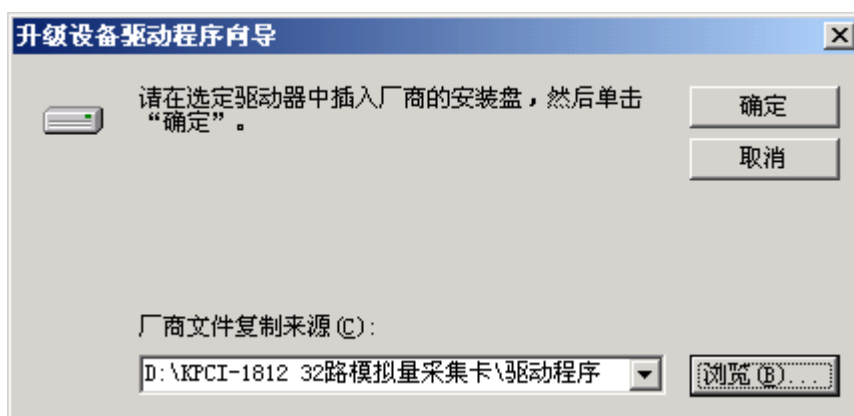 升级设备驱动程序向导
请在选定驱动器中插入厂商的安装盘，然后单击
“确定”。
确定
取消
厂商文件复制来源(C):
D:\KPCI-1812 32路模拟量采集卡\驱动程序
浏览(B)...